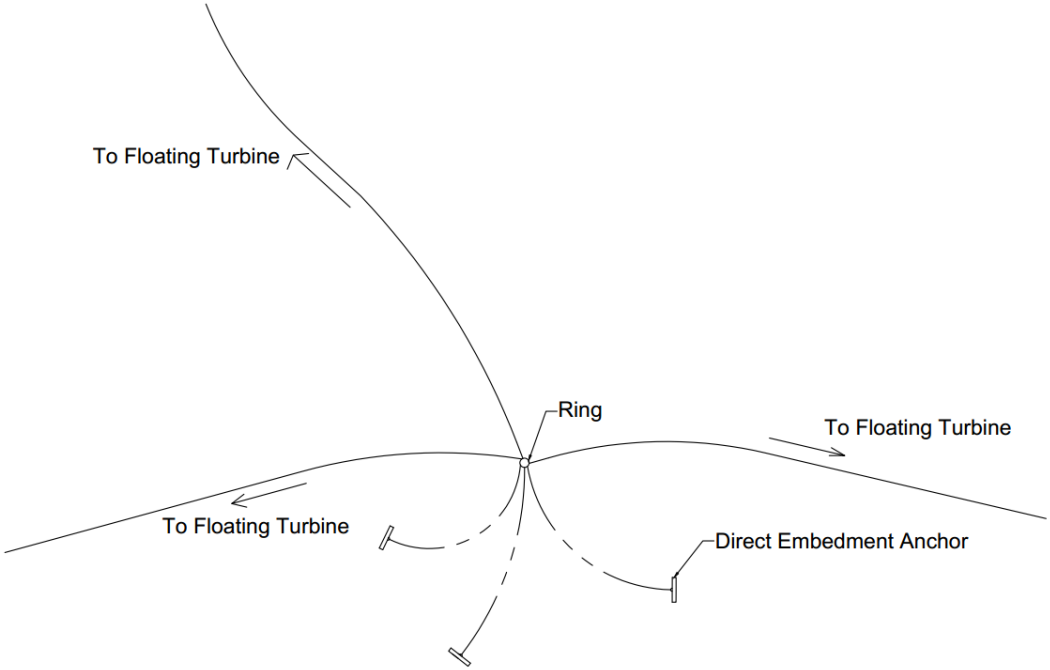 To Floating Turbine
Ring
To Floating Turbine
To Floating Turbine
Direct Embedment Anchor